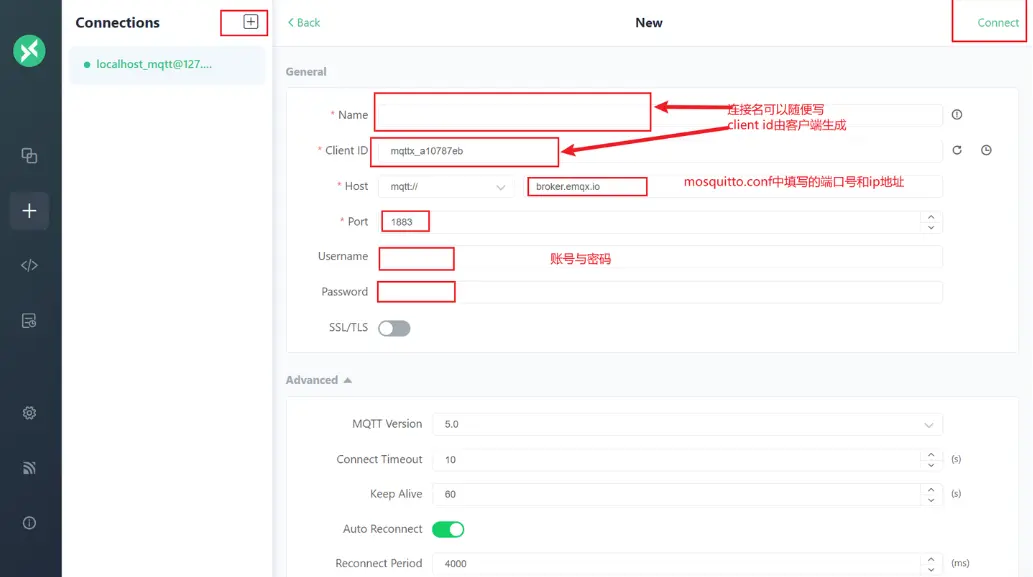 Connections
localhost_mqtt@127....
Back
New
Connect
General
* Name
连接名可以随便写
client id由客户端生成
* Client ID
mqttx_a10787eb
* Host
mqtt://
broker.emqx.io
mosquitto.conf中填写的端口号和ip地址
* Port
1883
Username
账号与密码
Password
SSL/TLS
Advanced
MQTT Version
5.0
Connect Timeout
10
(s)
Keep Alive
60
(s)
Auto Reconnect
Reconnect Period
4000
(ms)